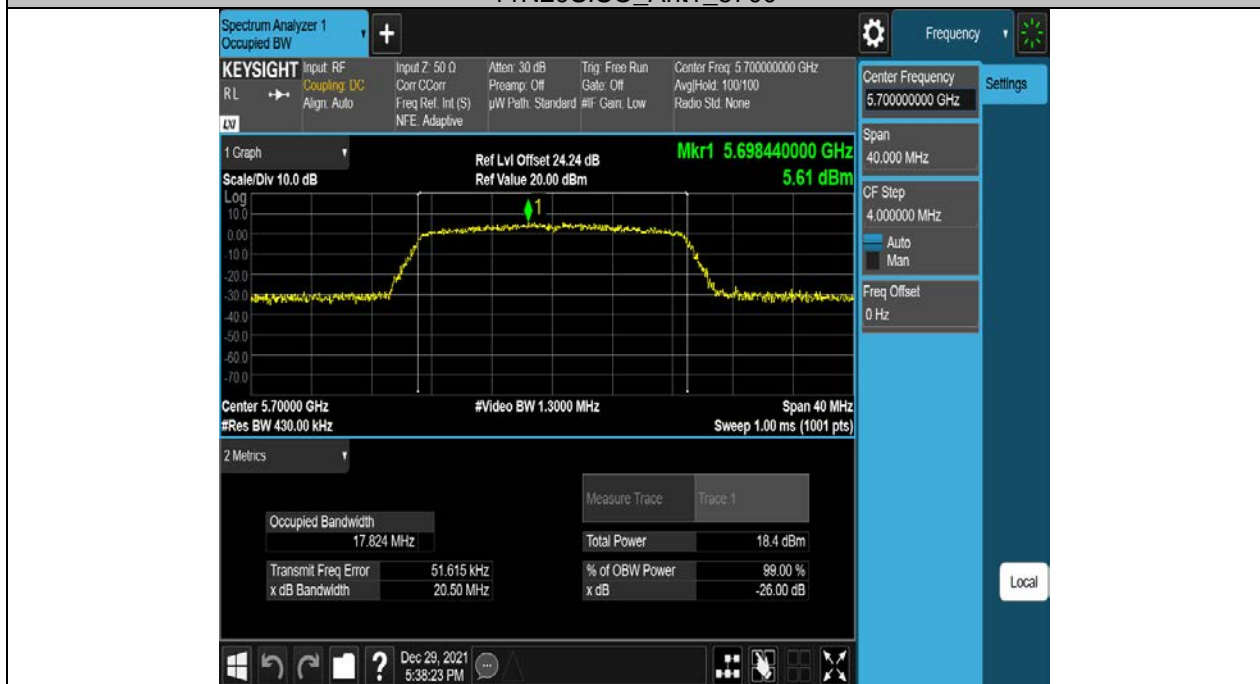 Spectrum Analyzer 1
Occupied BW
+
Frequency
KEYSIGHT
RL
LXI
Input: RF
Coupling: DC
Align: Auto
Input Z: 50 Ω
Corr CCorr
Freq Ref: Int (S)
NFE: Adaptive
Atten: 30 dB
Preamp: Off
µW Path: Standard
Trig: Free Run
Gate: Off
#IF Gain: Low
Center Freq: 5.700000000 GHz
Avg|Hold: 100/100
Radio Std: None
Center Frequency
5.700000000 GHz
Settings
Span
40.000 MHz
CF Step
4.000000 MHz
Auto
Man
Freq Offset
0 Hz
Local
1 Graph
Scale/Div 10.0 dB
Ref Lvl Offset 24.24 dB
Ref Value 20.00 dBm
Mkr1 5.698440000 GHz
5.61 dBm
Log
10.0
0.00
-10.0
-20.0
-30.0
-40.0
-50.0
-60.0
-70.0
1
Center 5.70000 GHz
#Res BW 430.00 kHz
#Video BW 1.3000 MHz
Span 40 MHz
Sweep 1.00 ms (1001 pts)
2 Metrics
Measure Trace Trace 1
Occupied Bandwidth
17.824 MHz
Total Power 18.4 dBm
Transmit Freq Error 51.615 kHz
% of OBW Power 99.00 %
x dB Bandwidth 20.50 MHz
x dB -26.00 dB
?
Dec 29, 2021
5:38:23 PM